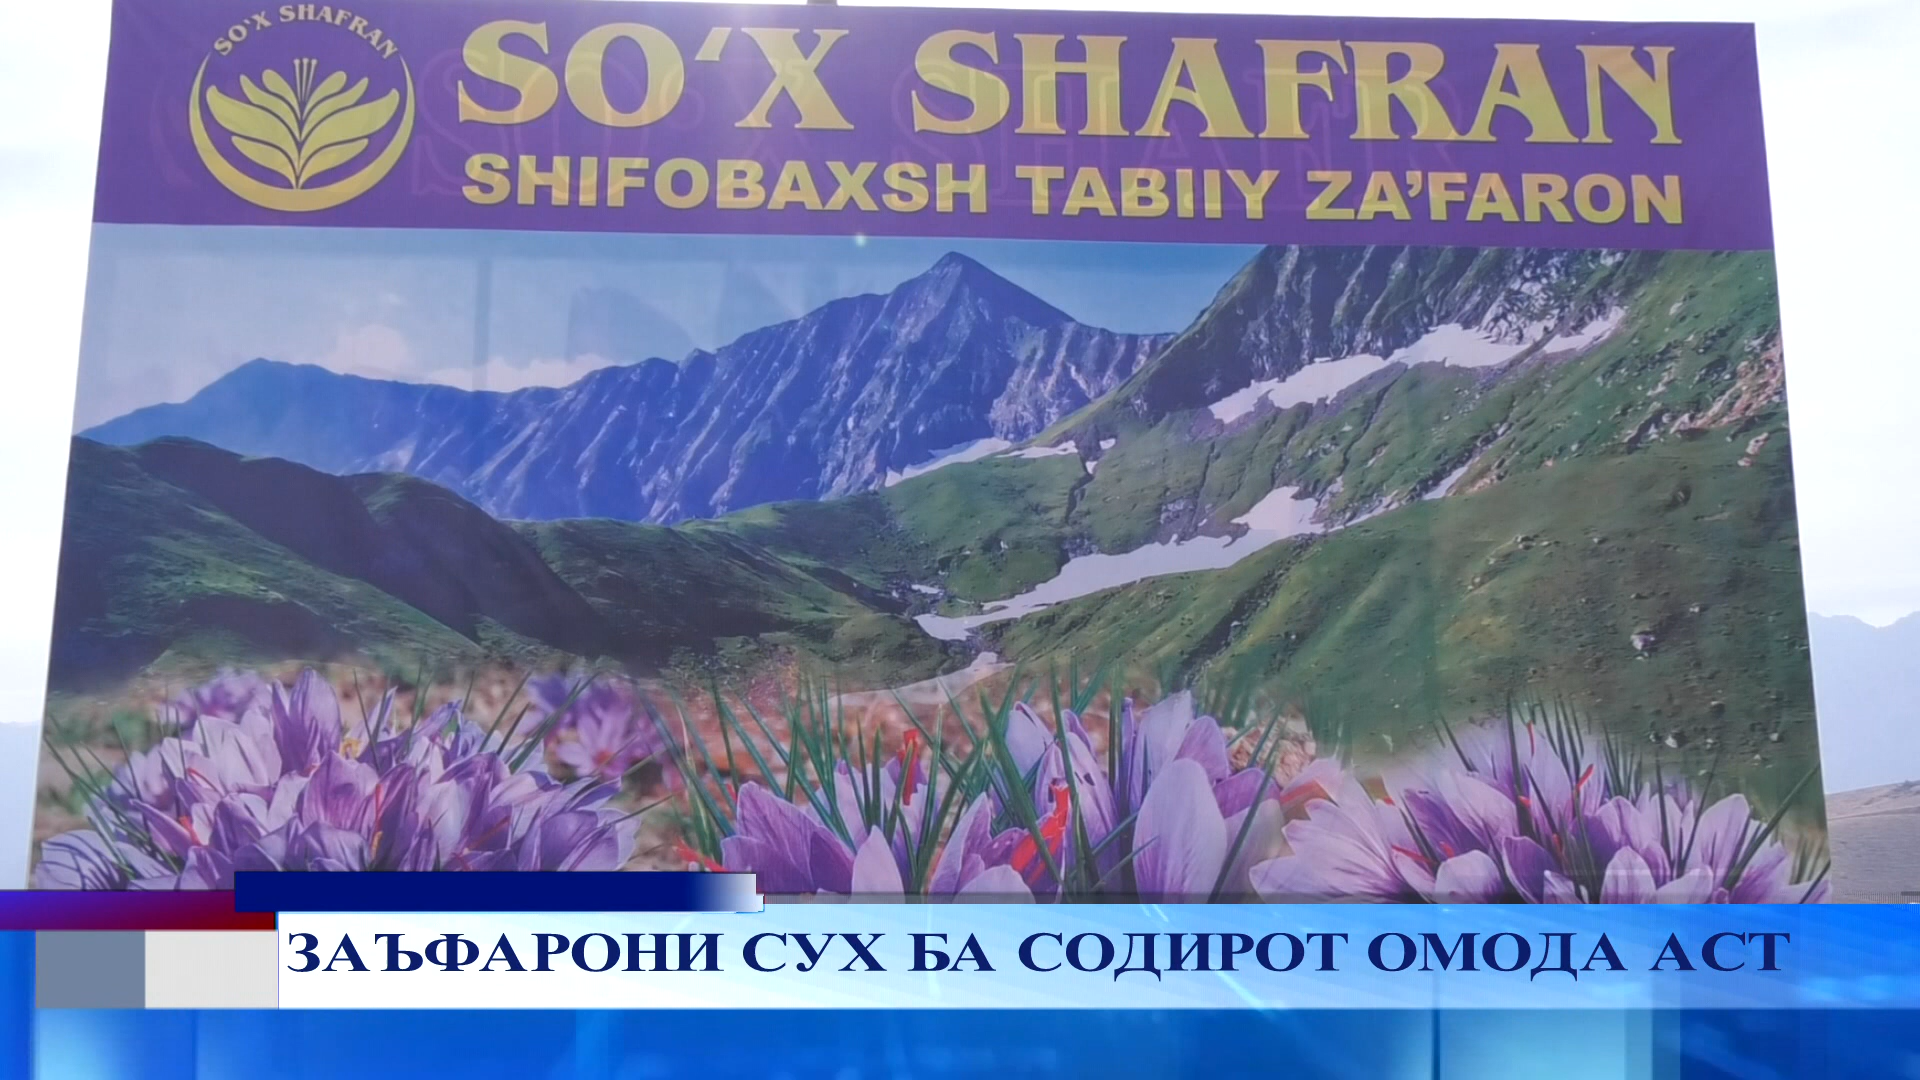 SO'X SHAFRAN
SO'X SHAFRAN
SHIFOBAXSH TABIIY ZA'FARON
ЗАЪФАРОНИ СУХ БА СОДИРОТ ОМОДА АСТ